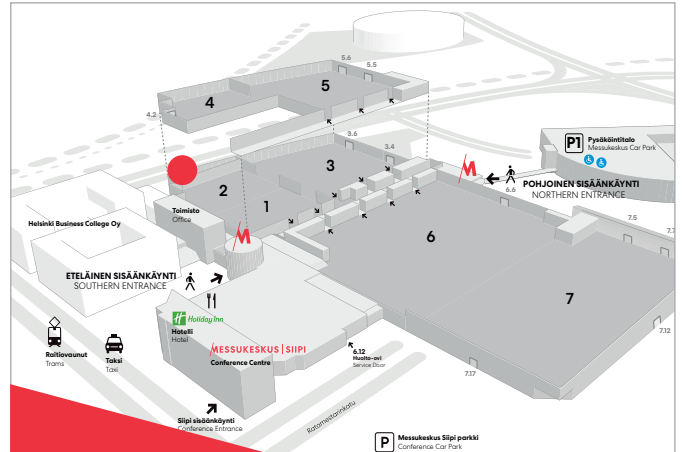 5.6
5.5
5
4
4.2
3.6
3.4
3
2
1
P1
Pysäköintitalo
Messukeskus Car Park
6.6
POHJOINEN SISÄÄNKÄYNTI
NORTHERN ENTRANCE
Toimisto
Office
Helsinki Business College Oy
M
M
6
7.5
7
7.12
7.17
ETELÄINEN SISÄÄNKÄYNTI
SOUTHERN ENTRANCE
H Holiday Inn
Hotelli
Hotel
MESSUKESKUS | SIIPI
Conference Centre
6.12
Huolto-ovi
Service Door
Raitiovaunut
Trams
Taksi
Taxi
Siipi sisäänkäynti
Conference Entrance
Ratamestarinkatu
P
Messukeskus Siipi parkki
Conference Car Park